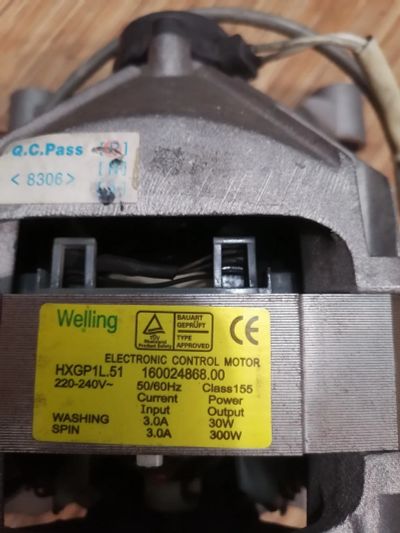 Q.C.Pass
< 8306 >
Welling
TÜV
BAUART
GEPRÜFT
TYPE
APPROVED
CE
ELECTRONIC CONTROL MOTOR
HXGP1L.51 160024868.00
220-240V~ 50/60Hz Class155
Current Power
Input Output
WASHING 3.0A 30W
SPIN 3.0A 300W